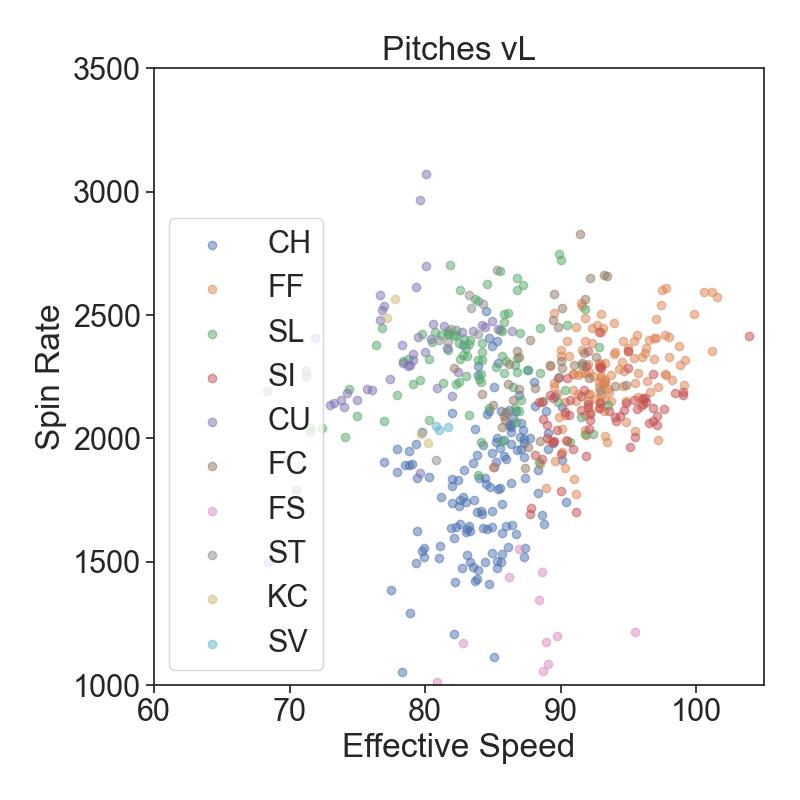 Pitches vL
3500
3000
2500
2000
1500
1000
Spin Rate
CH
FF
SL
SI
CU
FC
FS
ST
KC
SV
60 70 80 90 100
Effective Speed